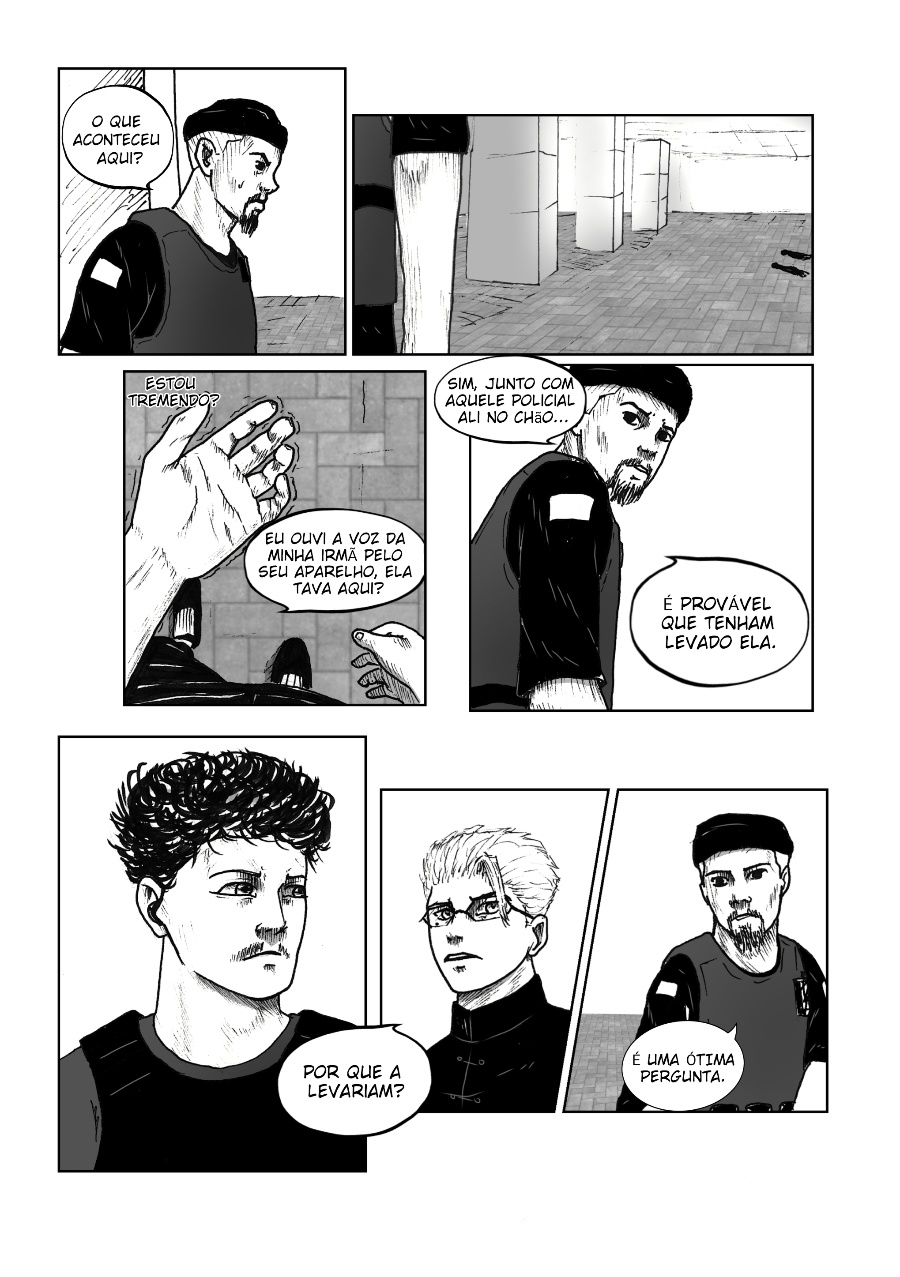 O QUE
ACONTECEU
AQUI?
ESTOU
TREMENDO?
EU OUVI A VOZ DA
MINHA IRMÃ PELO
SEU APARELHO, ELA
TAVA AQUI?
SIM, JUNTO COM
AQUELE POLICIAL
ALI NO CHãO...
É PROVÁVEL
QUE TENHAM
LEVADO ELA.
POR QUE A
LEVARIAM?
É UMA ÓTIMA
PERGUNTA.